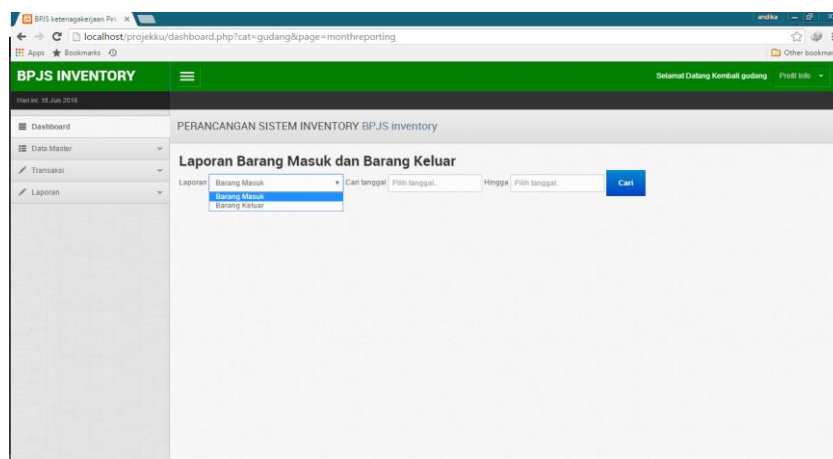 BPJS ketenagakerjaan Pe
andika
localhost/projekku/dashboard.php?cat=gudang&page=monthreporting
Apps Bookmarks
Other bookma
BPJS INVENTORY
Selamat Datang Kembali gudang Profil Info
Hari ini: 18 Jun 2016
Dashboard
PERANCANGAN SISTEM INVENTORY BPJS inventory
Data Master
Transaksi
Laporan
Laporan Barang Masuk dan Barang Keluar
Laporan Barang Masuk Cari tanggal Pilih tanggal.. Hingga Pilih tanggal.. Cari
Barang Masuk
Barang Keluar